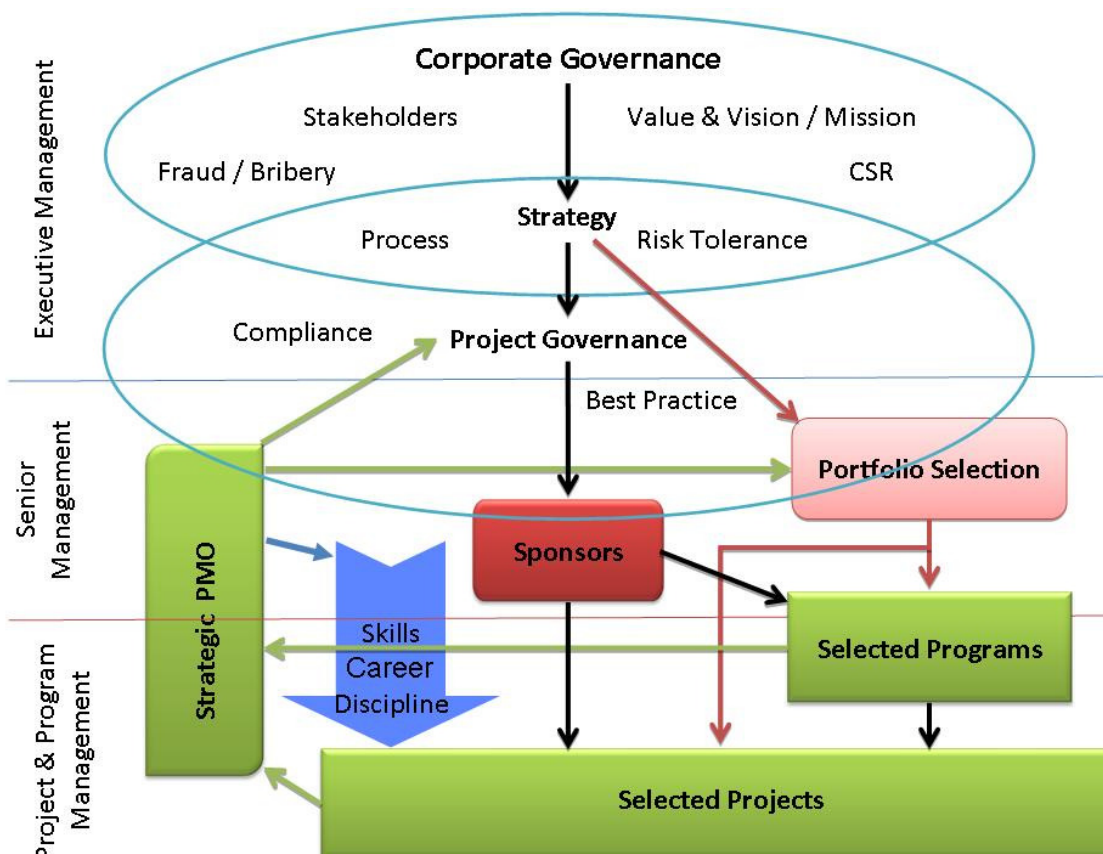 Corporate Governance
Stakeholders
Value & Vision / Mission
Fraud / Bribery
CSR
Strategy
Process
Risk Tolerance
Compliance
Project Governance
Best Practice
Portfolio Selection
Sponsors
Selected Programs
Skills
Career
Discipline
Selected Projects
Strategic PMO
Executive Management
Senior
Management
Project & Program
Management